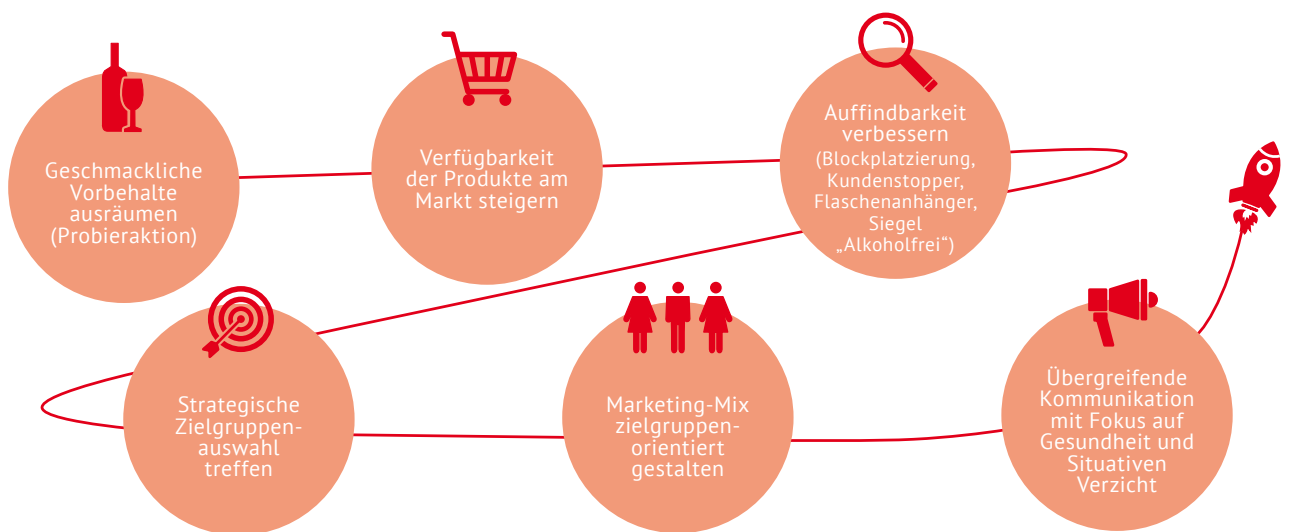 Geschmackliche
Vorbehalte
ausräumen
(Probieraktion)
Verfügbarkeit
der Produkte am
Markt steigern
Auffindbarkeit
verbessern
(Blockplatzierung,
Kundenstopper,
Flaschenanhänger,
Siegel
„Alkoholfrei“)
Strategische
Zielgruppen-
auswahl
treffen
Marketing-Mix
zielgruppen-
orientiert
gestalten
Übergreifende
Kommunikation
mit Fokus auf
Gesundheit und
Situativen
Verzicht